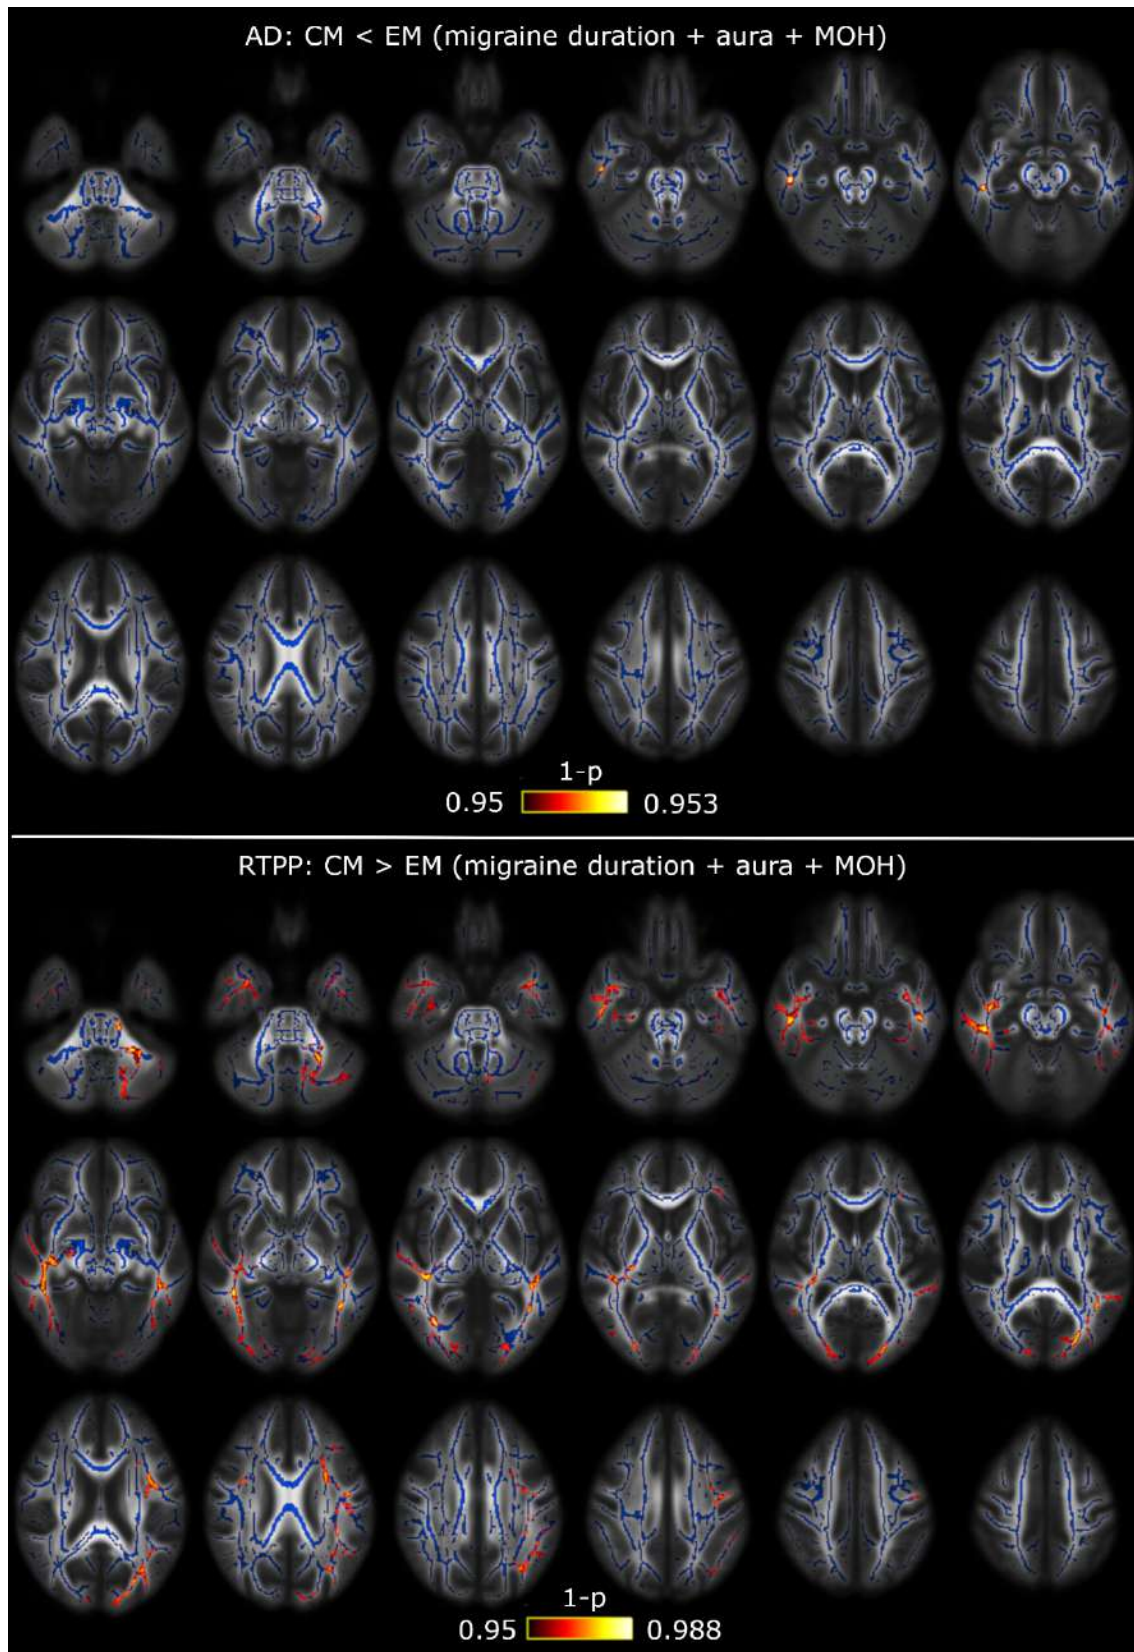 AD: CM < EM (migraine duration + aura + MOH)
1-p
0.95 0.953
RTPP: CM > EM (migraine duration + aura + MOH)
1-p
0.95 0.988